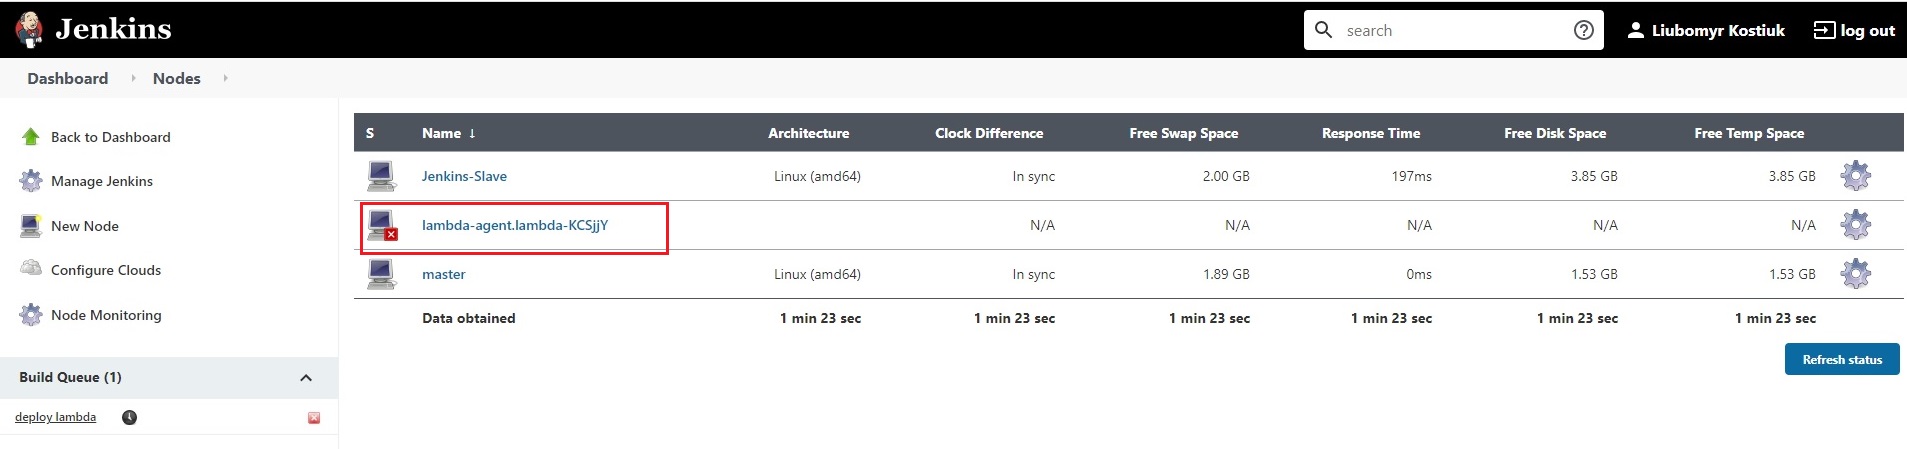 Jenkins
search
Liubomyr Kostiuk
log out
Dashboard Nodes
Back to Dashboard
Manage Jenkins
New Node
Configure Clouds
Node Monitoring
Build Queue (1)
deploy lambda
S Name ↓ Architecture Clock Difference Free Swap Space Response Time Free Disk Space Free Temp Space
Jenkins-Slave Linux (amd64) In sync 2.00 GB 197ms 3.85 GB 3.85 GB
lambda-agent.lambda-KCSjjY N/A N/A N/A N/A N/A
master Linux (amd64) In sync 1.89 GB 0ms 1.53 GB 1.53 GB
Data obtained 1 min 23 sec 1 min 23 sec 1 min 23 sec 1 min 23 sec 1 min 23 sec 1 min 23 sec
Refresh status